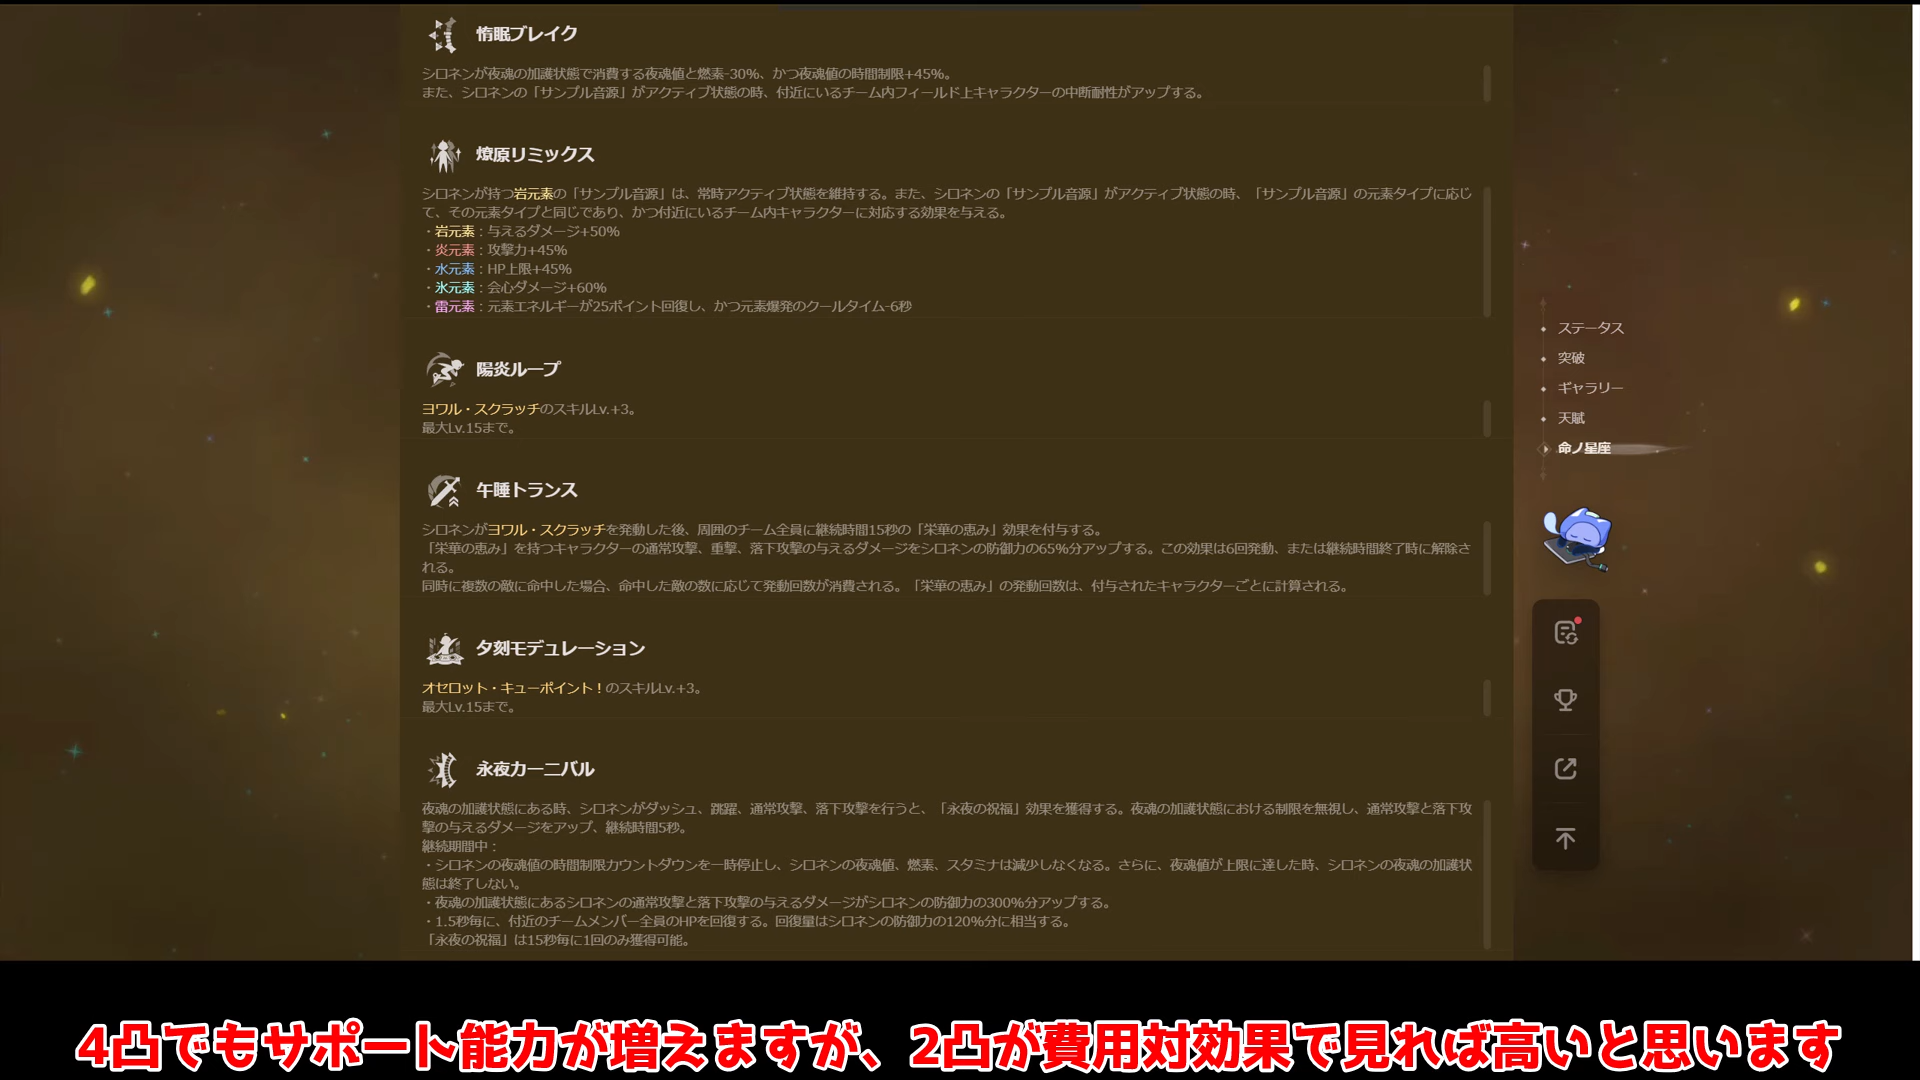 惰眠ブレイク
シロネンが夜魂の加護状態で消費する夜魂値と燃素-30%、かつ夜魂値の時間制限+45%。
また、シロネンの「サンプル音源」がアクティブ状態の時、付近にいるチーム内フィールド上キャラクターの中断耐性がアップする。
燎原リミックス
シロネンが持つ岩元素の「サンプル音源」は、常時アクティブ状態を維持する。また、シロネンの「サンプル音源」がアクティブ状態の時、「サンプル音源」の元素タイプに応じ
て、その元素タイプと同じであり、かつ付近にいるチーム内キャラクターに対応する効果を与える。
・岩元素：与えるダメージ+50%
・炎元素：攻撃力+45%
・水元素：HP上限+45%
・氷元素：会心ダメージ+60%
・雷元素：元素エネルギーが25ポイント回復し、かつ元素爆発のクールタイム-6秒
陽炎ループ
ヨワル・スクラッチのスキルLv.+3。
最大Lv.15まで。
午睡トランス
シロネンがヨワル・スクラッチを発動した後、周囲のチーム全員に継続時間15秒の「栄華の恵み」効果を付与する。
「栄華の恵み」を持つキャラクターの通常攻撃、重撃、落下攻撃の与えるダメージをシロネンの防御力の65%分アップする。この効果は6回発動、または継続時間終了時に解除さ
れる。
同時に複数の敵に命中した場合、命中した敵の数に応じて発動回数が消費される。「栄華の恵み」の発動回数は、付与されたキャラクターごとに計算される。
夕刻モデュレーション
オセロット・キューポイント！のスキルLv.+3。
最大Lv.15まで。
永夜カーニバル
夜魂の加護状態にある時、シロネンがダッシュ、跳躍、通常攻撃、落下攻撃を行うと、「永夜の祝福」効果を獲得する。夜魂の加護状態における制限を無視し、通常攻撃と落下攻
撃の与えるダメージをアップ、継続時間5秒。
継続期間中：
・シロネンの夜魂値の時間制限カウントダウンを一時停止し、シロネンの夜魂値、燃素、スタミナは減少しなくなる。さらに、夜魂値が上限に達した時、シロネンの夜魂の加護状
態は終了しない。
・夜魂の加護状態にあるシロネンの通常攻撃と落下攻撃の与えるダメージがシロネンの防御力の300%分アップする。
・1.5秒毎に、付近のチームメンバー全員のHPを回復する。回復量はシロネンの防御力の120%分に相当する。
「永夜の祝福」は15秒毎に1回のみ獲得可能。
ステータス
突破
ギャラリー
天賦
命ノ星座
4凸でもサポート能力が増えますが、2凸が費用対効果で見れば高いと思います